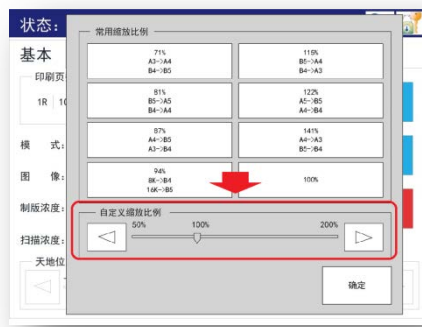 状态：
基本
印刷页
1R
模 式：
图 像：
制版浓度：
扫描浓度：
天地位
常用缩放比例
71%
A3->A4
B4->B5
115%
B5->A4
B4->A3
81%
B5->A5
B4->A4
122%
A5->B5
A4->B4
87%
A4->B5
A3->B4
141%
A4->A3
B5->B4
94%
8K->B4
16K->B5
100%
自定义缩放比例
50%
100%
200%
确定